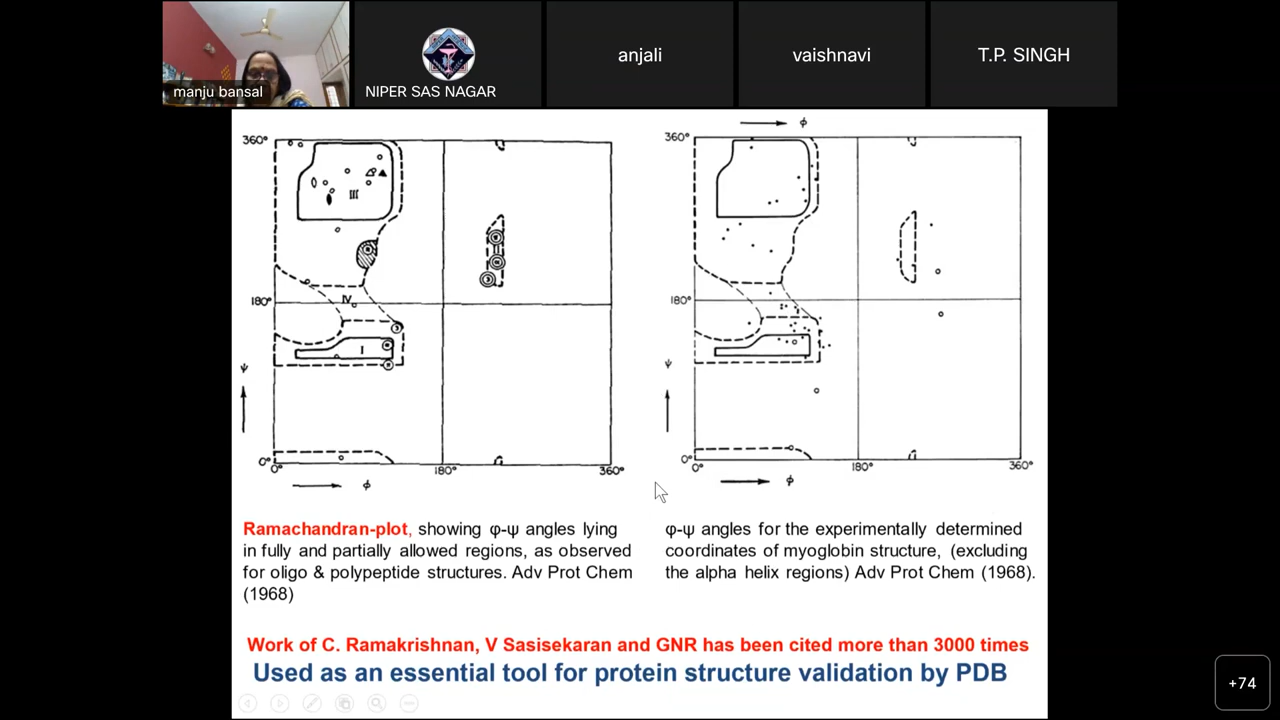 manju bansal
NIPER SAS NAGAR
anjali
vaishnavi
T.P. SINGH
360°
III
180°
IV
I
ψ
0°
0°
180°
360°
φ
φ
360°
180°
ψ
0°
0°
180°
360°
φ
Ramachandran-plot, showing φ-ψ angles lying
in fully and partially allowed regions, as observed
for oligo & polypeptide structures. Adv Prot Chem
(1968)
φ-ψ angles for the experimentally determined
coordinates of myoglobin structure, (excluding
the alpha helix regions) Adv Prot Chem (1968).
Work of C. Ramakrishnan, V Sasisekaran and GNR has been cited more than 3000 times
Used as an essential tool for protein structure validation by PDB
+74